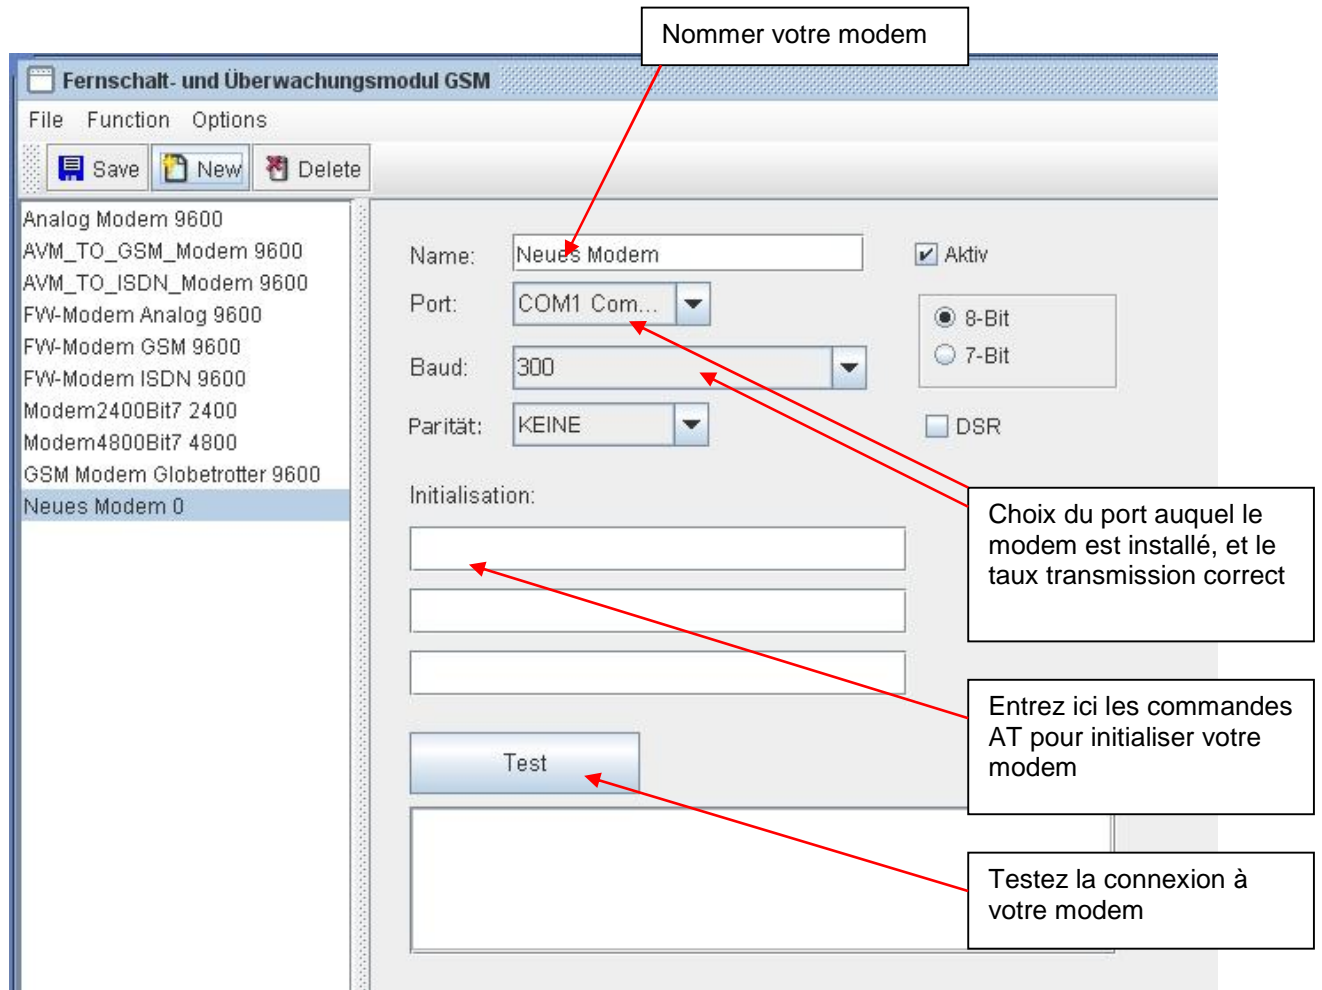 Nommer votre modem
Fernschalt- und Überwachungsmodul GSM
File Function Options
Save New Delete
Analog Modem 9600
AVM_TO_GSM_Modem 9600
AVM_TO_ISDN_Modem 9600
FW-Modem Analog 9600
FW-Modem GSM 9600
FW-Modem ISDN 9600
Modem2400Bit7 2400
Modem4800Bit7 4800
GSM Modem Globetrotter 9600
Neues Modem 0
Name: Neues Modem
Aktiv
Port: COM1 Com...
8-Bit
7-Bit
Baud: 300
Parität: KEINE
DSR
Initialisation:
Choix du port auquel le
modem est installé, et le
taux transmission correct
Entrez ici les commandes
AT pour initialiser votre
modem
Test
Testez la connexion à
votre modem